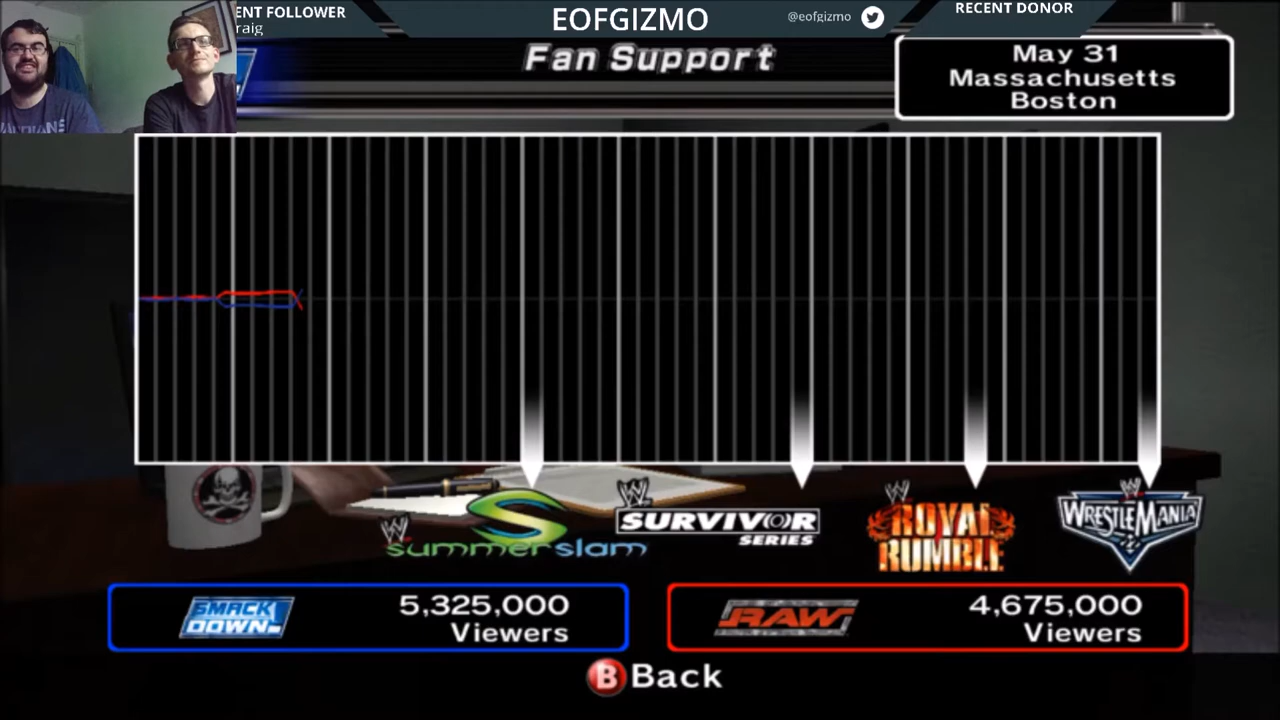 ENT FOLLOWER
raig
EOFGIZMO
@eofgizmo
RECENT DONOR
Fan Support
May 31
Massachusetts
Boston
W
SUMMERSLAM
W
SURVIVOR
SERIES
W
ROYAL
RUMBLE
W
WRESTLEMANIA
SMACK
DOWN!
5,325,000
Viewers
RAW
4,675,000
Viewers
B Back